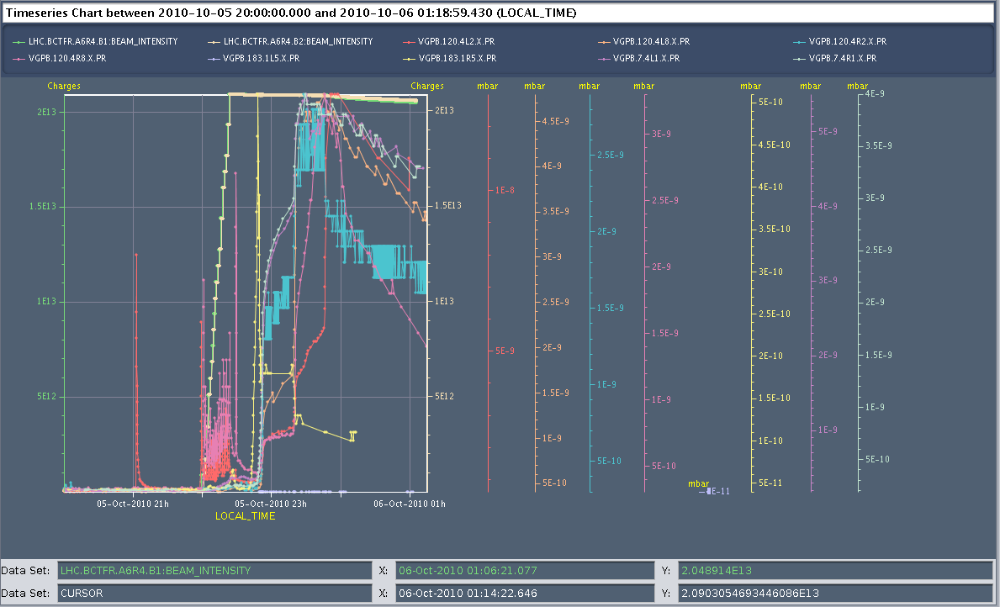 Timeseries Chart between 2010-10-05 20:00:00.000 and 2010-10-06 01:18:59.430 (LOCAL_TIME)
LHC.BCTFR.A6R4.B1:BEAM_INTENSITY LHC.BCTFR.A6R4.B2:BEAM_INTENSITY VGPB.120.4L2.X.PR VGPB.120.4L8.X.PR VGPB.120.4R2.X.PR
VGPB.120.4R8.X.PR VGPB.183.1L5.X.PR VGPB.183.1R5.X.PR VGPB.7.4L1.X.PR VGPB.7.4R1.X.PR
Charges Charges mbar mbar mbar mbar mbar mbar mbar
4E-9
5E-10
2E13 2E13
4.5E-9
5E-9
3E-9
4.5E-10
3.5E-9
2.5E-9
4E-9
4E-10
1E-8
3E-9
2.5E-9
1.5E13 1.5E13
4E-9
3.5E-9
3.5E-10
2E-9
2.5E-9
3E-9
2E-9
3E-10
3E-9
1E13 1E13
2E-9
2.5E-9
1.5E-9
2.5E-10
1.5E-9
2E-9
5E-9
2E-10
2E-9
1.5E-9
1E-9
1.5E-9
5E12 5E12
1.5E-10
1E-9
1E-9
1E-9
1E-9
1E-10
5E-10
5E-10
5E-10
5E-10
5E-11
mbar
E-11
05-Oct-2010 21h 05-Oct-2010 23h 06-Oct-2010 01h
LOCAL_TIME
Data Set: LHC.BCTFR.A6R4.B1:BEAM_INTENSITY X: 06-Oct-2010 01:06:21.077 Y: 2.048914E13
Data Set: CURSOR X: 06-Oct-2010 01:14:22.646 Y: 2.0903054693446086E13